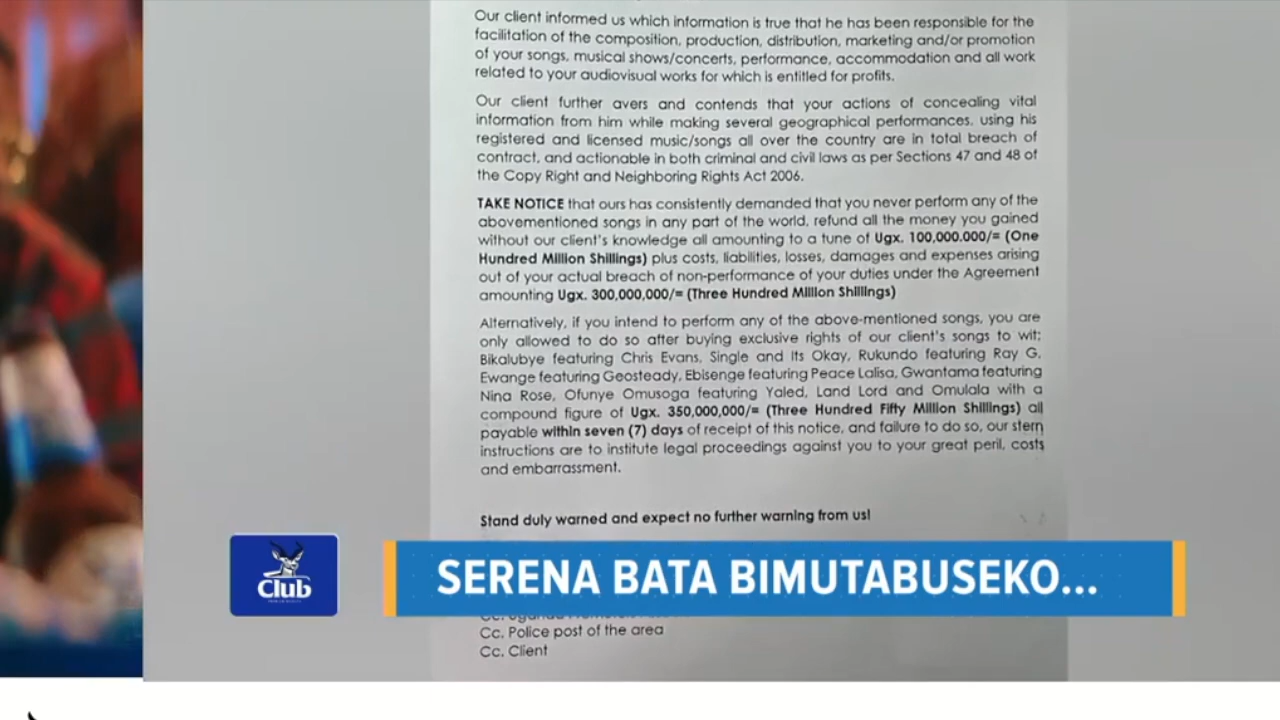 Our client informed us which information is true that he has been responsible for the
facilitation of the composition, production, distribution, marketing and/or promotion
of your songs, musical shows/concerts, performance, accommodation and all work
related to your audiovisual works for which is entitled for profits.
Our client further avers and contends that your actions of concealing vital
information from him while making several geographical performances, using his
registered and licensed music/songs all over the country are in total breach of
contract, and actionable in both criminal and civil laws as per Sections 47 and 48 of
the Copy Right and Neighboring Rights Act 2006.
TAKE NOTICE that ours has consistently demanded that you never perform any of the
abovementioned songs in any part of the world, refund all the money you gained
without our client's knowledge all amounting to a tune of Ugx. 100,000.000/= (One
Hundred Million Shillings) plus costs, liabilities, losses, damages and expenses arising
out of your actual breach of non-performance of your duties under the Agreement
amounting Ugx. 300,000,000/= (Three Hundred Million Shillings)
Alternatively, if you intend to perform any of the above-mentioned songs, you are
only allowed to do so after buying exclusive rights of our client's songs to wit;
Bikalubye featuring Chris Evans, Single and Its Okay, Rukundo featuring Ray G,
Ewange featuring Geosteady, Ebisenge featuring Peace Lalisa, Gwantama featuring
Nina Rose, Ofunye Omusoga featuring Yaled, Land Lord and Omulala with a
compound figure of Ugx. 350,000,000/= (Three Hundred Fifty Million Shillings) all
payable within seven (7) days of receipt of this notice, and failure to do so, our stern
instructions are to institute legal proceedings against you to your great peril, costs
and embarrassment.
Stand duly warned and expect no further warning from us!
Club
SERENA BATA BIMUTABUSEKO...
Cc. Police post of the area
Cc. Client